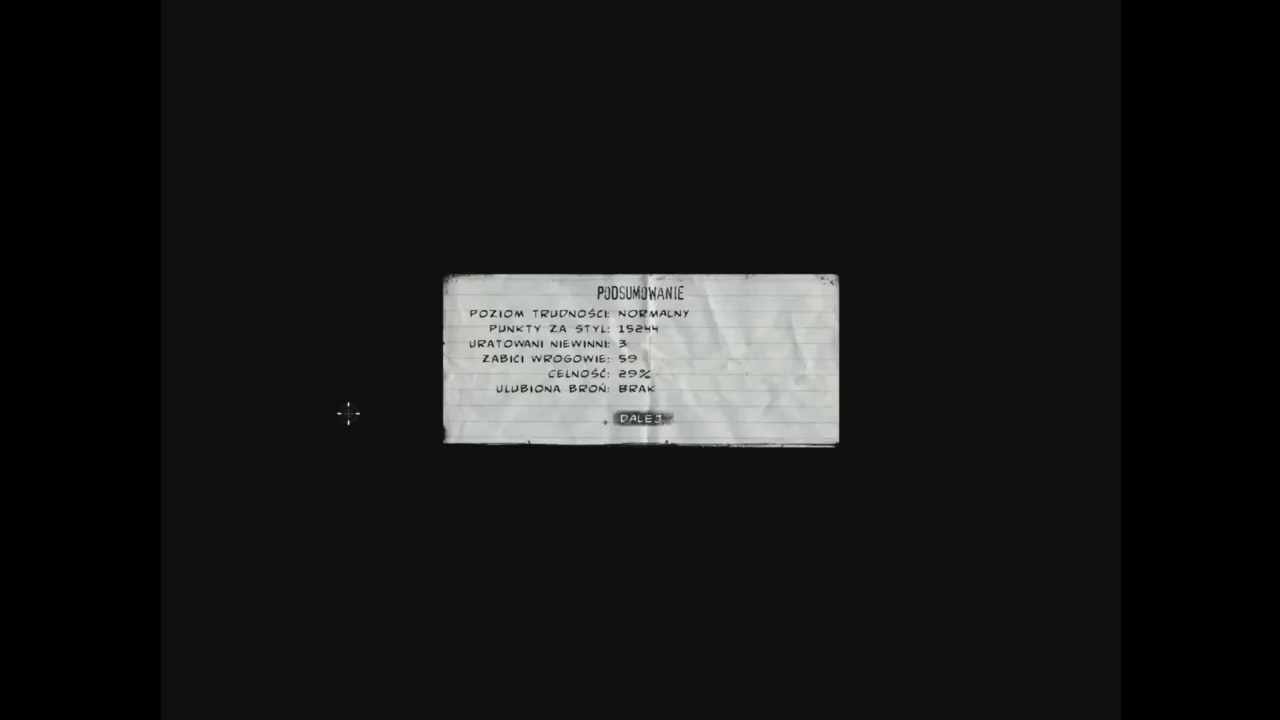 PODSUMOWANIE
POZIOM TRUDNOŚCI: NORMALNY
PUNKTY ZA STYL: 15244
URATOWANI NIEWINNI: 3
ZABICI WROGOWIE: 59
CELNOŚĆ: 29%
ULUBIONA BROŃ: BRAK
DALEJ